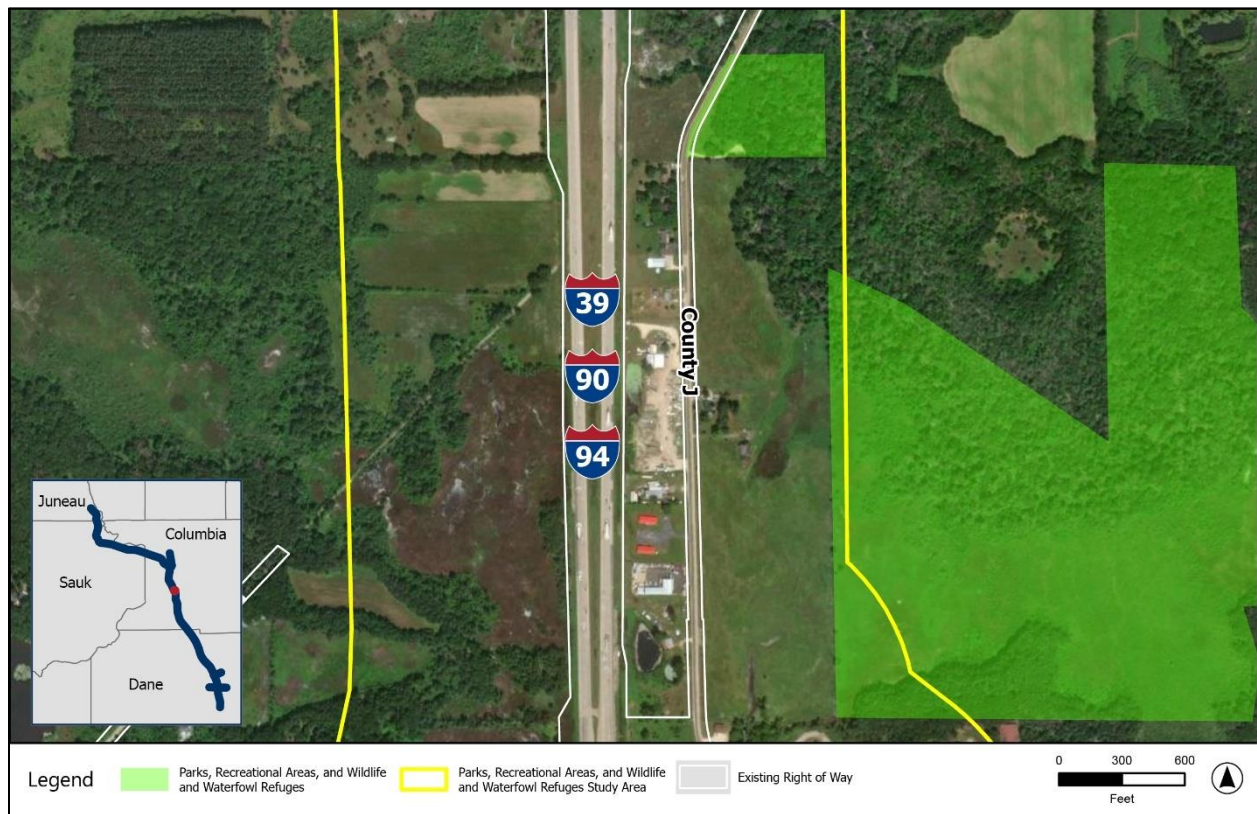 39
90
94
County J
Juneau
Columbia
Sauk
Dane
Legend
Parks, Recreational Areas, and Wildlife
and Waterfowl Refuges
Parks, Recreational Areas, and Wildlife
and Waterfowl Refuges Study Area
Existing Right of Way
0 300 600
Feet